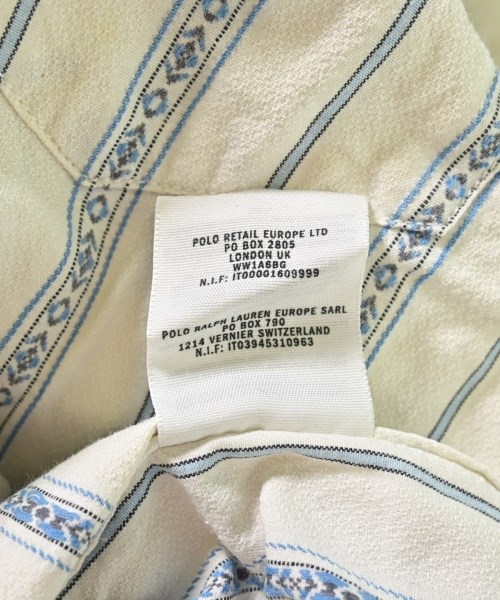 POLO RETAIL EUROPE LTD
PO BOX 2805
LONDON UK
WW1A6BG
N.I.F: IT00001609999
POLO RALPH LAUREN EUROPE SARL
PO BOX 790
1214 VERNIER SWITZERLAND
N.I.F: IT03945310963